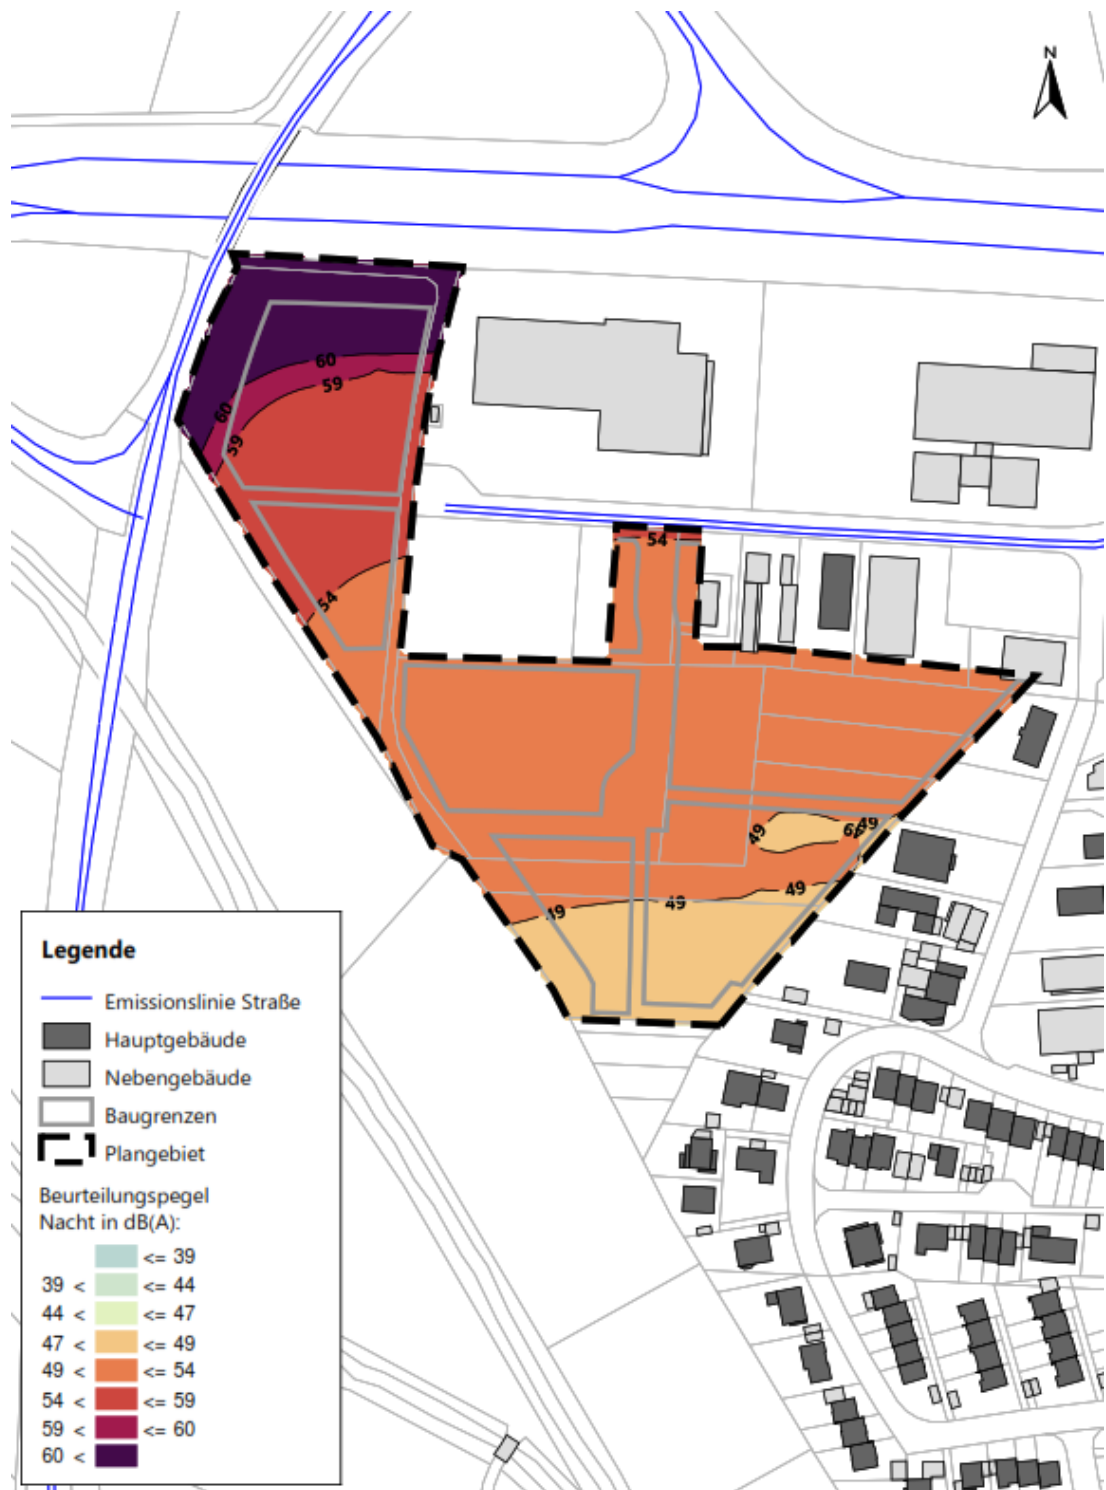 N
60
59
60
59
54
54
49
49
49
49
49
Legende
Emissionslinie Straße
Hauptgebäude
Nebengebäude
Baugrenzen
Plangebiet
Beurteilungspegel
Nacht in dB(A):
<= 39
39 < <= 44
44 < <= 47
47 < <= 49
49 < <= 54
54 < <= 59
59 < <= 60
60 <